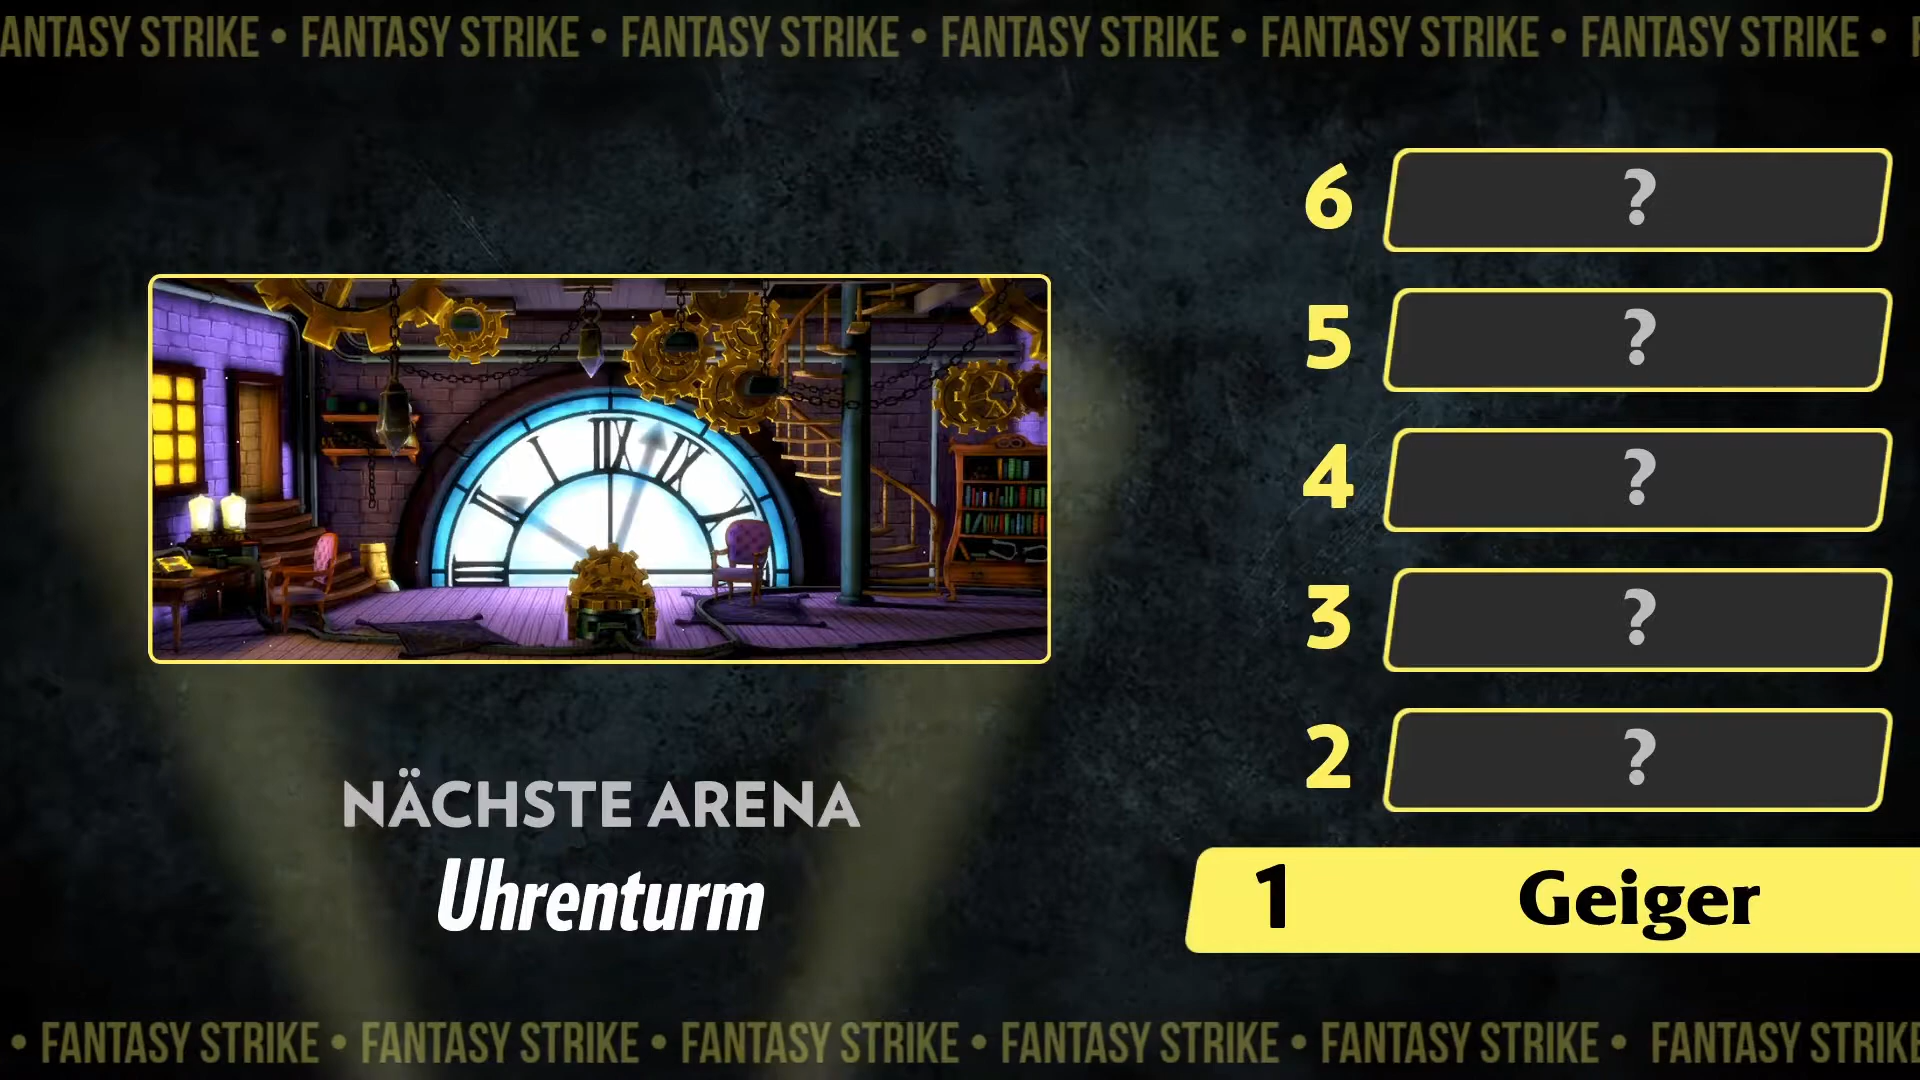 ANTASY STRIKE • FANTASY STRIKE • FANTASY STRIKE • FANTASY STRIKE • FANTASY STRIKE • FANTASY STRIKE • F
6 ?
5 ?
4 ?
3 ?
2 ?
1 Geiger
NÄCHSTE ARENA
Uhrenturm
• FANTASY STRIKE • FANTASY STRIKE • FANTASY STRIKE • FANTASY STRIKE • FANTASY STRIKE • FANTASY STRIKE